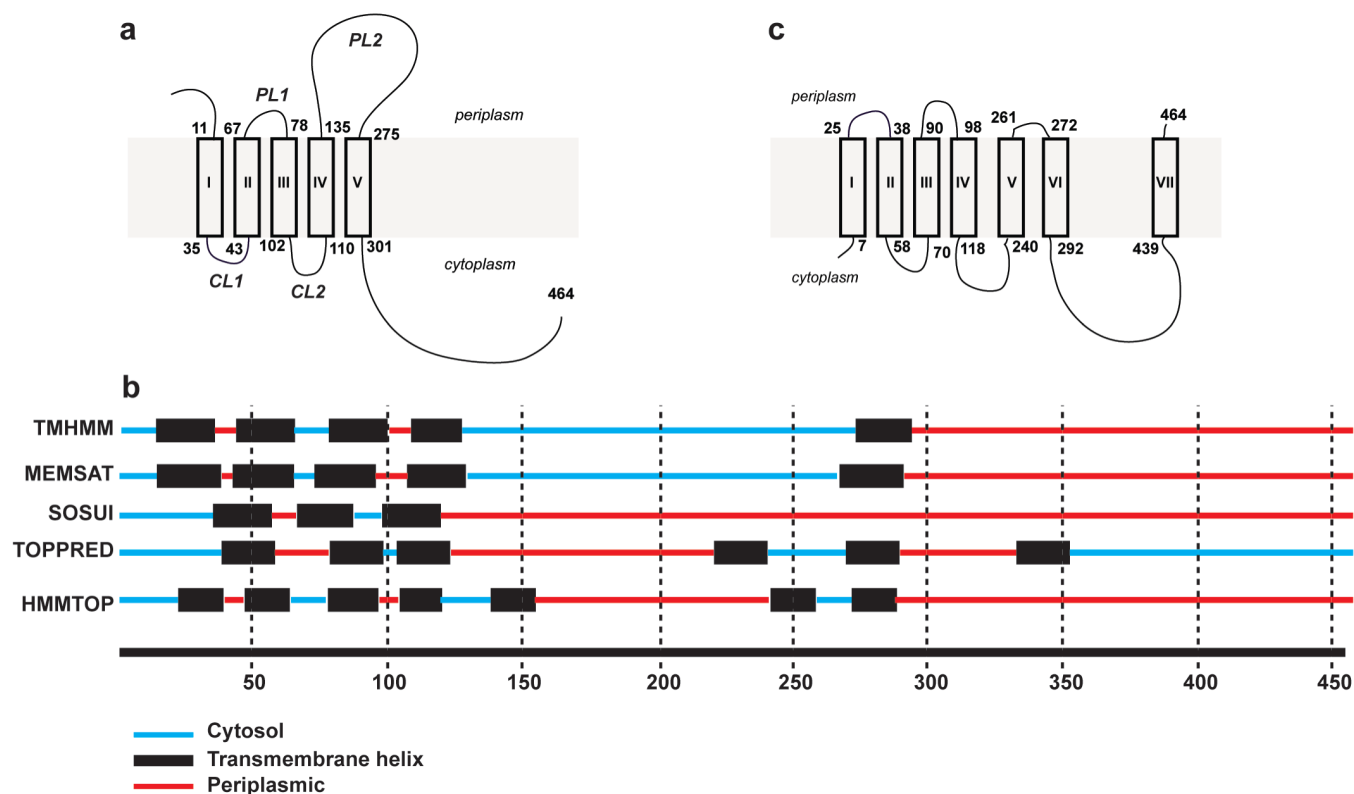 a
PL2
PL1
periplasm
11 67 78 135 275
I II III IV V
35 43 102 110 301
CL1 CL2
cytoplasm
464
c
periplasm
25 38 90 98 261 272 464
I II III IV V VI VII
7 58 70 118 240 292 439
cytoplasm
b
TMHMM
MEMSAT
SOSUI
TOPPRED
HMMTOP
50 100 150 200 250 300 350 400 450
Cytosol
Transmembrane helix
Periplasmic